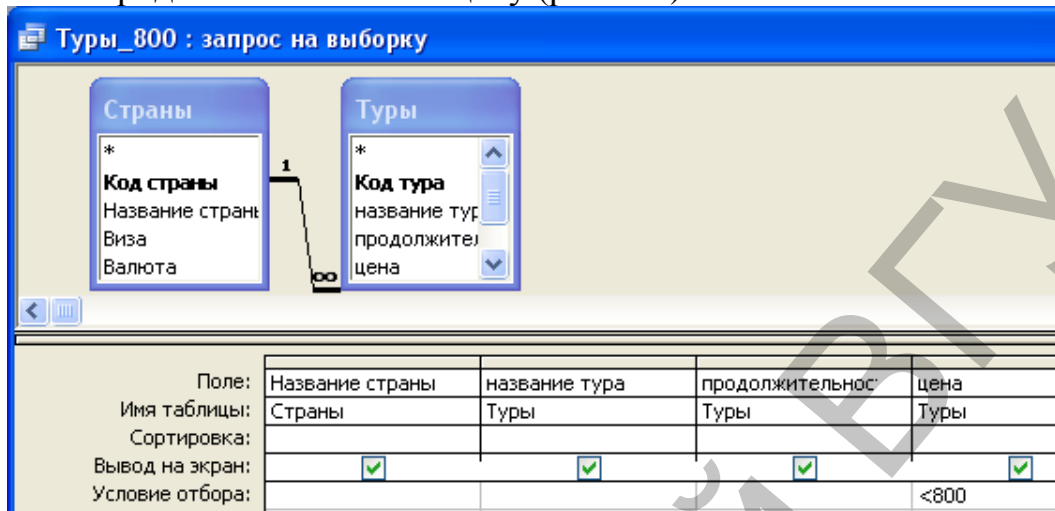 Туры_800 : запрос на выборку
Страны
*
Код страны
Название страны
Виза
Валюта
1
∞
Туры
*
Код тура
название тур
продолжител
цена
Поле: Название страны название тура продолжительнос цена
Имя таблицы: Страны Туры Туры Туры
Сортировка:
Вывод на экран:
Условие отбора: <800
ВГУ